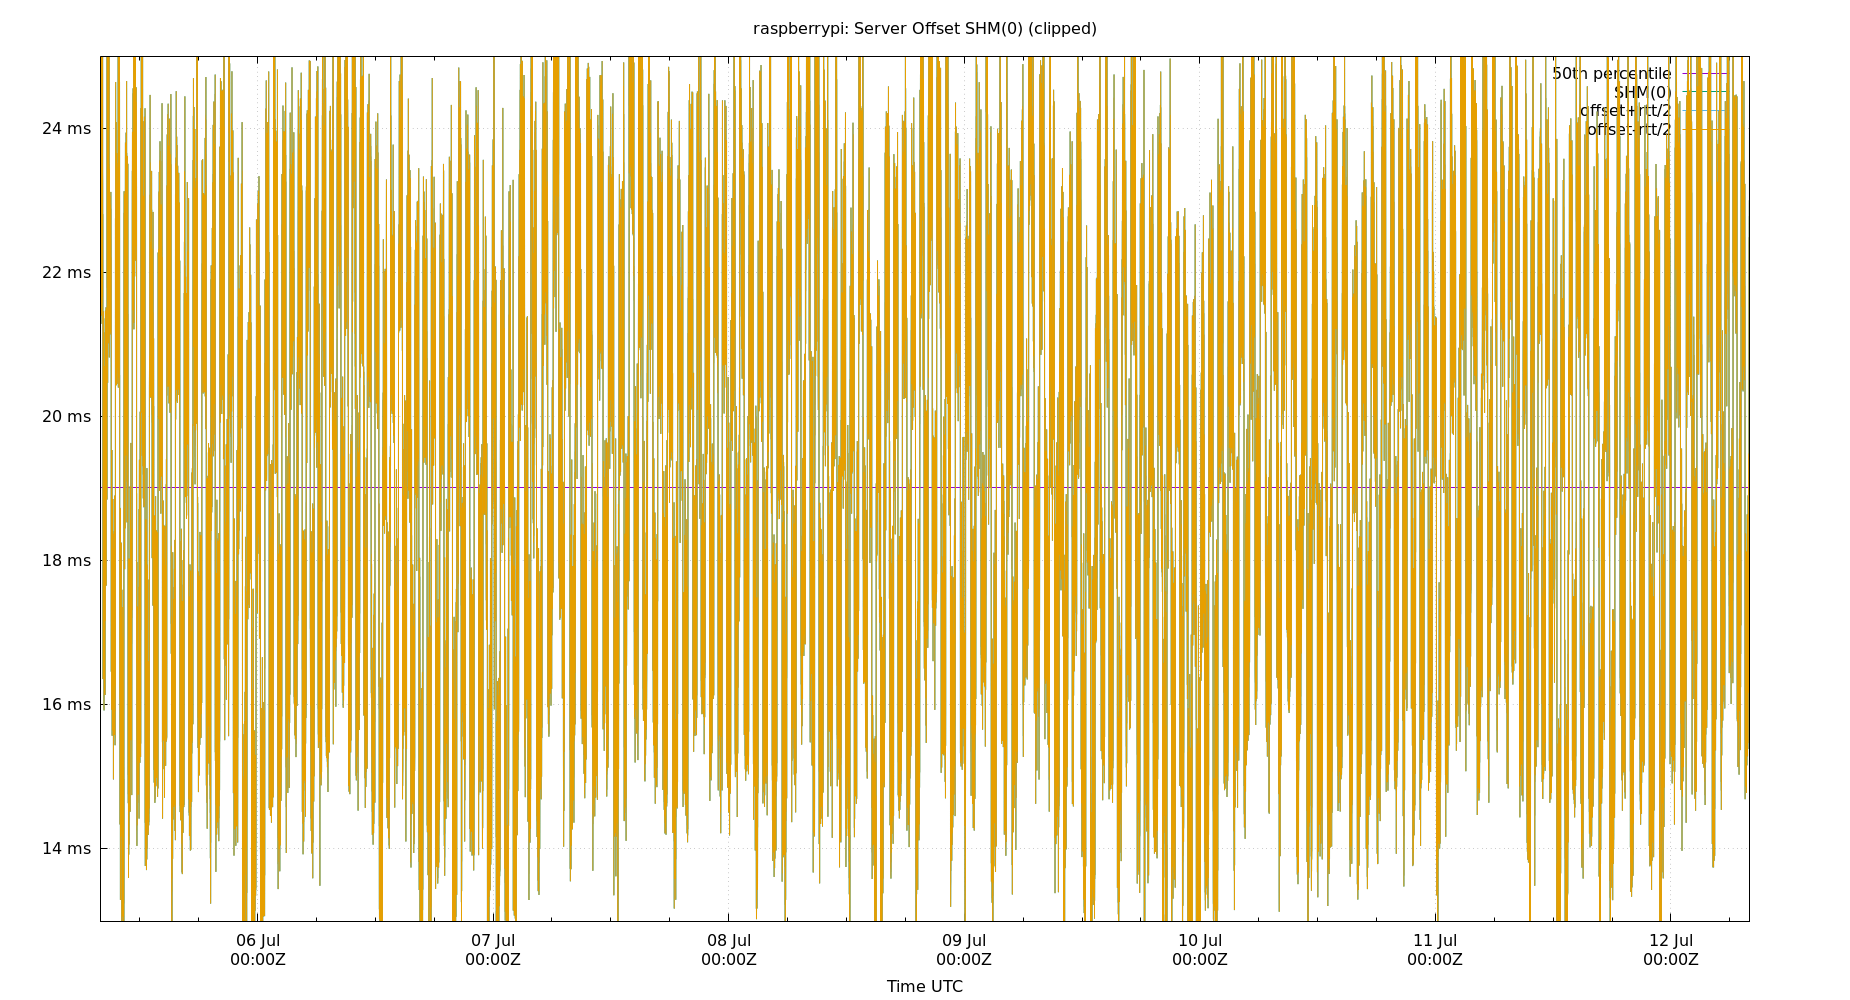 raspberrypi: Server Offset SHM(0) (clipped)
50th percentile
SHM(0)
offset+rtt/2
offset-rtt/2
24 ms
22 ms
20 ms
18 ms
16 ms
14 ms
06 Jul
00:00Z
07 Jul
00:00Z
08 Jul
00:00Z
09 Jul
00:00Z
10 Jul
00:00Z
11 Jul
00:00Z
12 Jul
00:00Z
Time UTC